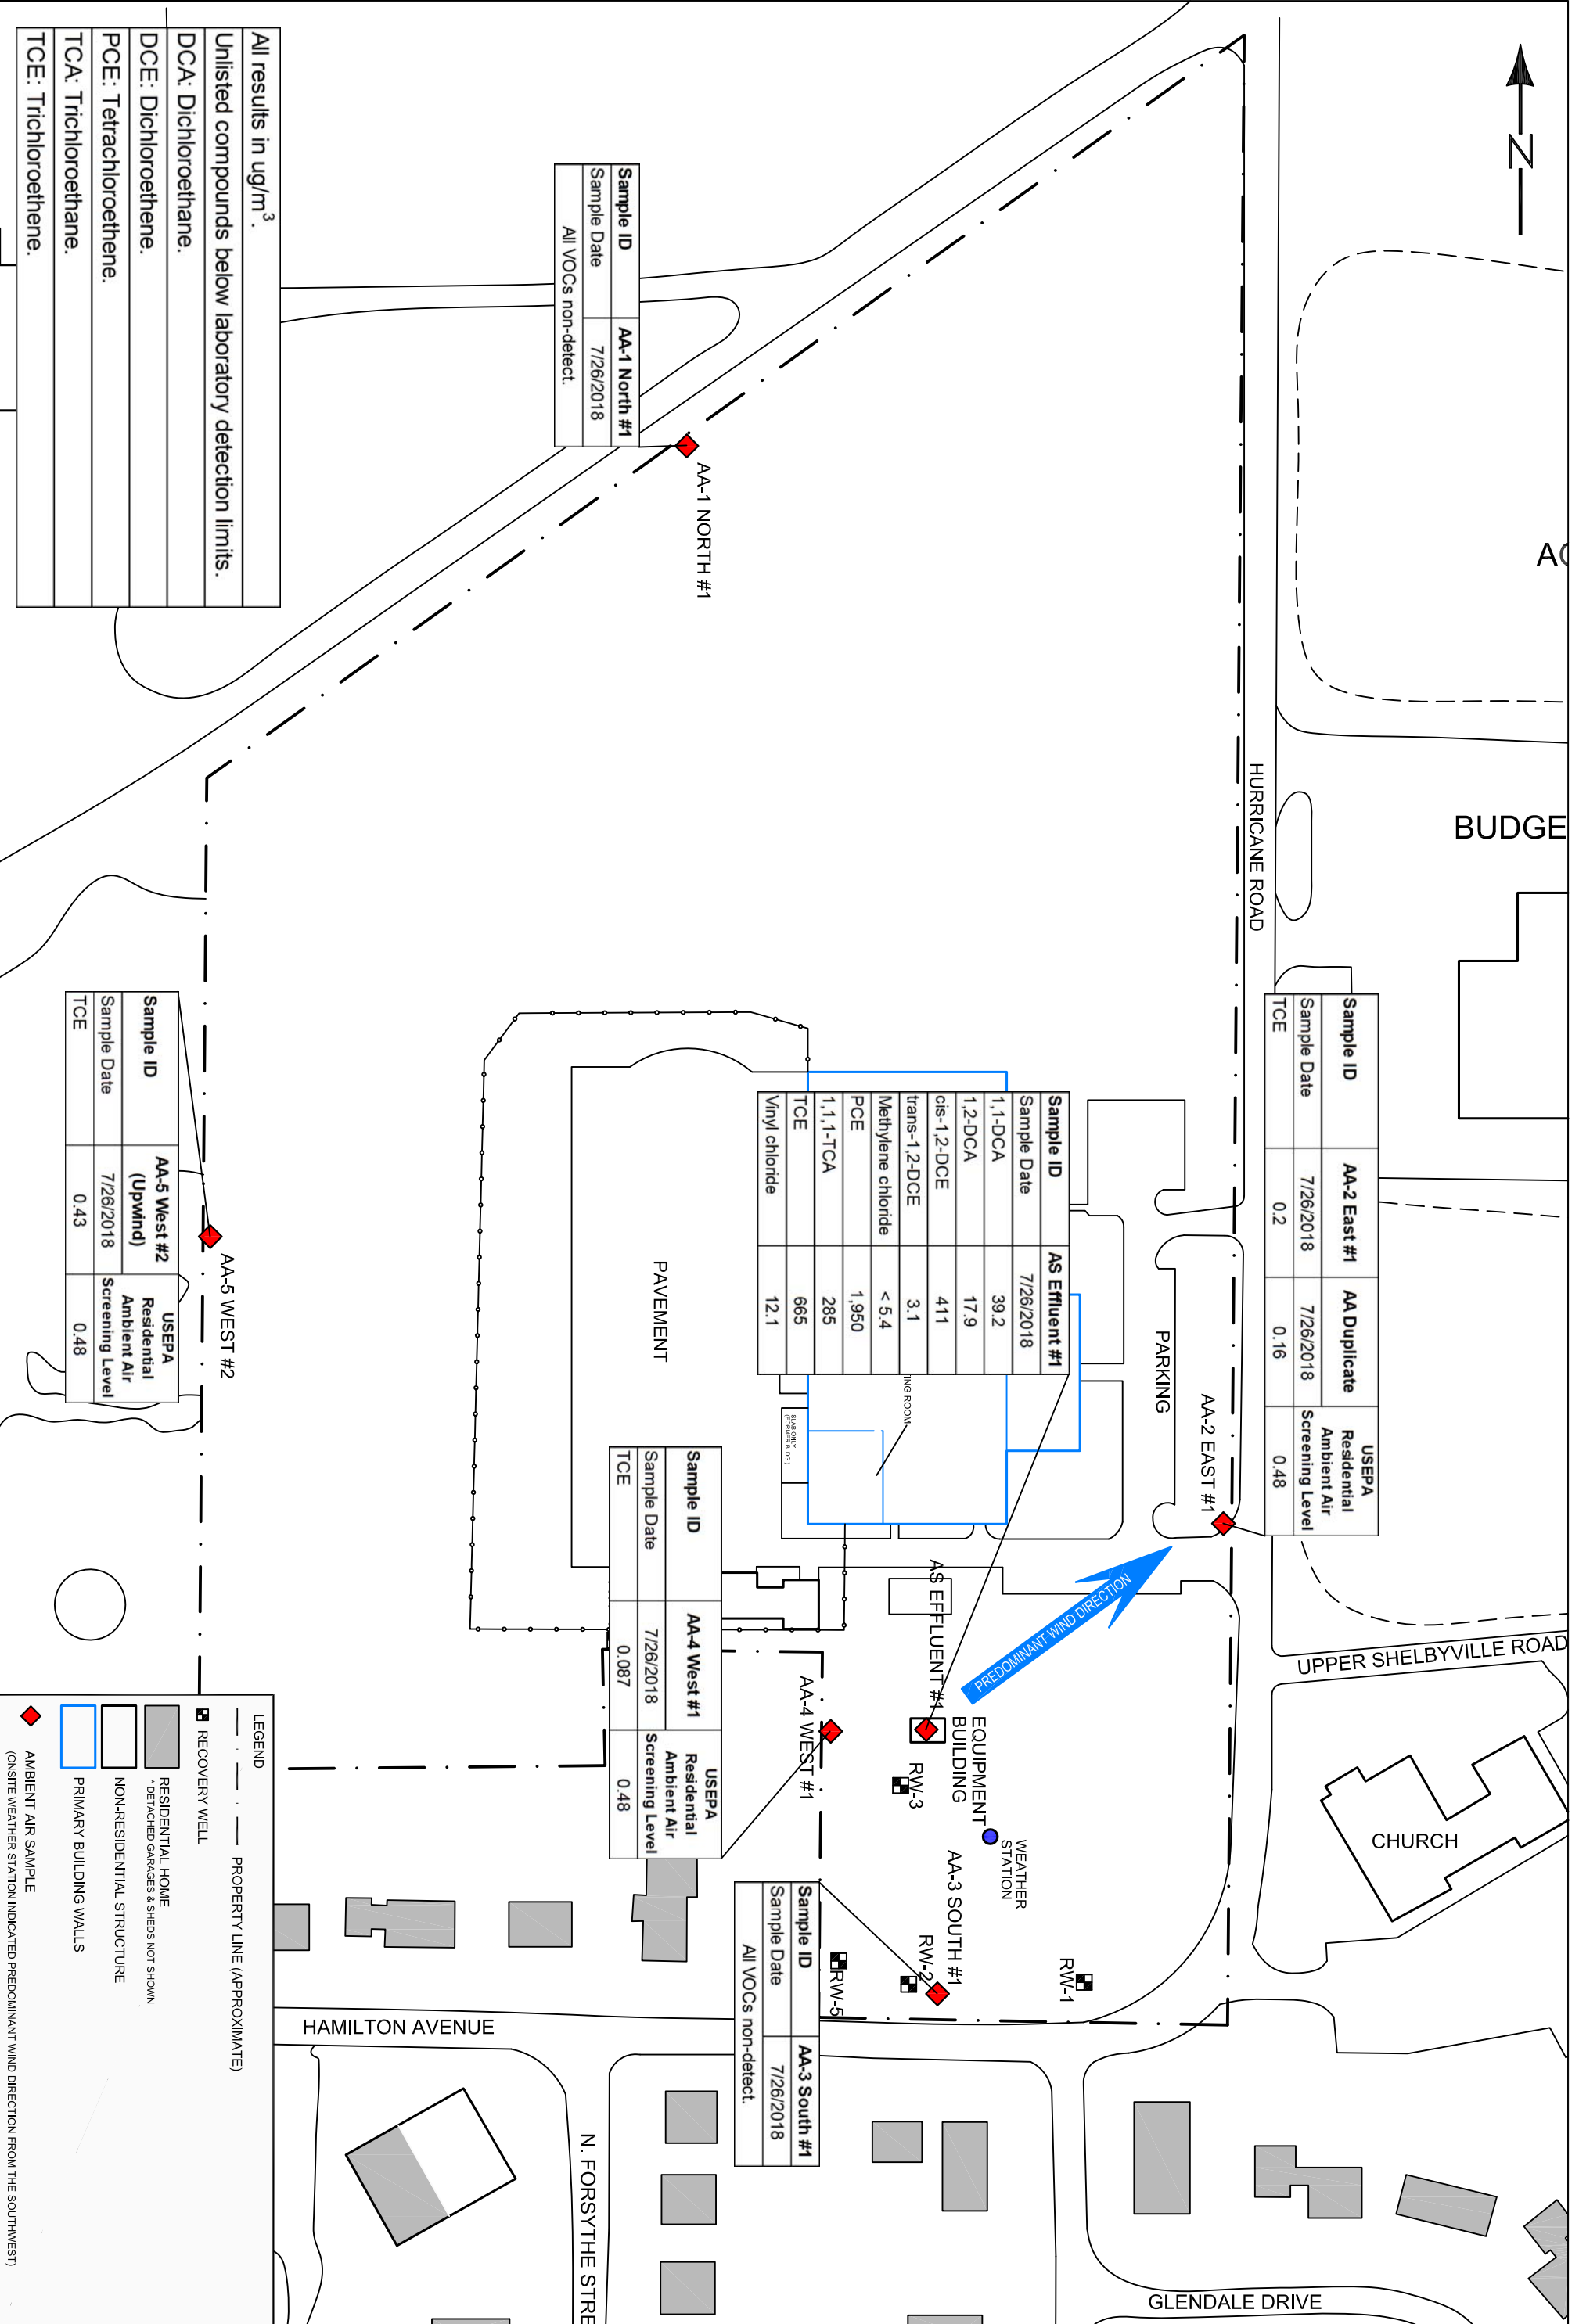 N
HURRICANE ROAD
UPPER SHELBYVILLE ROAD
BUDGE
CHURCH
GLENDALE DRIVE
HAMILTON AVENUE
N. FORSYTHE STRE
PARKING
PAVEMENT
ING ROOM
SLAB ONLY
(FORMER BLDG.)
PREDOMINANT WIND DIRECTION
EQUIPMENT
BUILDING
WEATHER
STATION
AS EFFLUENT #1
AA-1 NORTH #1
AA-2 EAST #1
AA-3 SOUTH #1
AA-4 WEST #1
AA-5 WEST #2
RW-1
RW-2
RW-3
RW-5
Sample ID AA-1 North #1
Sample Date 7/26/2018
All VOCs non-detect.
Sample ID AA-2 East #1 AA Duplicate USEPA Residential Ambient Air Screening Level
Sample Date 7/26/2018 7/26/2018
TCE 0.2 0.16 0.48
Sample ID AS Effluent #1
Sample Date 7/26/2018
1,1-DCA 39.2
1,2-DCA 17.9
cis-1,2-DCE 411
trans-1,2-DCE 3.1
Methylene chloride < 5.4
PCE 1,950
1,1,1-TCA 285
TCE 665
Vinyl chloride 12.1
Sample ID AA-4 West #1 USEPA Residential Ambient Air Screening Level
Sample Date 7/26/2018
TCE 0.087 0.48
Sample ID AA-3 South #1
Sample Date 7/26/2018
All VOCs non-detect.
Sample ID AA-5 West #2 (Upwind) USEPA Residential Ambient Air Screening Level
Sample Date 7/26/2018
TCE 0.43 0.48
All results in ug/m³.
Unlisted compounds below laboratory detection limits.
DCA: Dichloroethane.
DCE: Dichloroethene.
PCE: Tetrachloroethene.
TCA: Trichloroethane.
TCE: Trichloroethene.
LEGEND
PROPERTY LINE (APPROXIMATE)
RECOVERY WELL
RESIDENTIAL HOME
* DETACHED GARAGES & SHEDS NOT SHOWN
NON-RESIDENTIAL STRUCTURE
PRIMARY BUILDING WALLS
AMBIENT AIR SAMPLE
(ONSITE WEATHER STATION INDICATED PREDOMINANT WIND DIRECTION FROM THE SOUTHWEST)